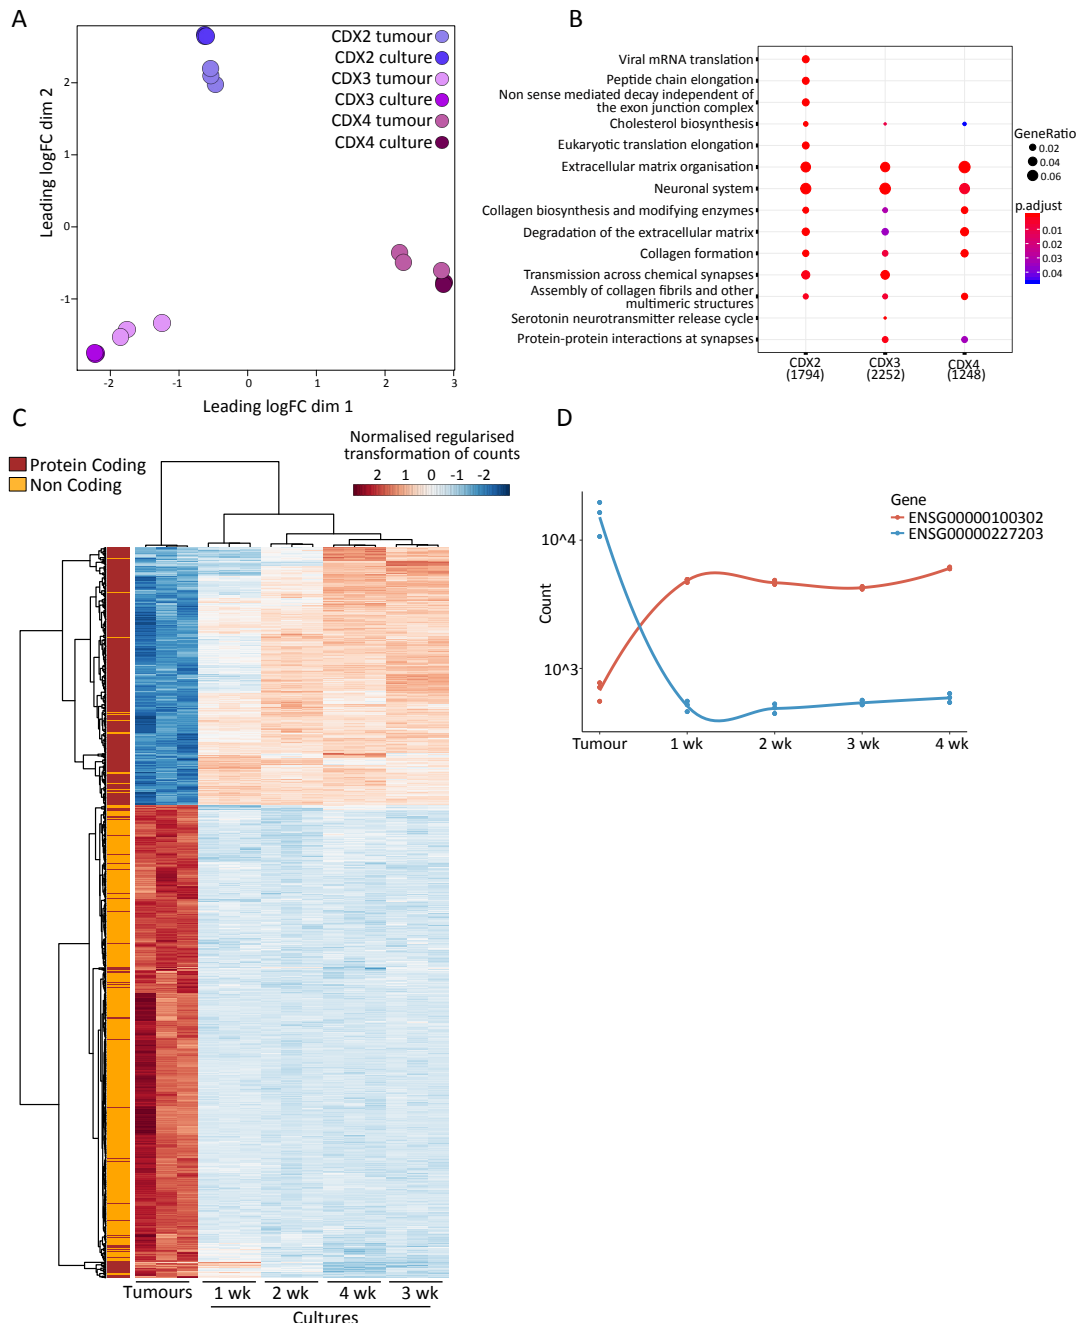 A
CDX2 tumour
CDX2 culture
CDX3 tumour
CDX3 culture
CDX4 tumour
CDX4 culture
Leading logFC dim 2
2
1
0
-1
-2
-1
0
1
2
3
Leading logFC dim 1
B
Viral mRNA translation
Peptide chain elongation
Non sense mediated decay independent of
the exon junction complex
Cholesterol biosynthesis
Eukaryotic translation elongation
Extracellular matrix organisation
Neuronal system
Collagen biosynthesis and modifying enzymes
Degradation of the extracellular matrix
Collagen formation
Transmission across chemical synapses
Assembly of collagen fibrils and other
multimeric structures
Serotonin neurotransmitter release cycle
Protein-protein interactions at synapses
CDX2
(1794)
CDX3
(2252)
CDX4
(1248)
GeneRatio
0.02
0.04
0.06
p.adjust
0.01
0.02
0.03
0.04
C
Protein Coding
Non Coding
Normalised regularised
transformation of counts
2 1 0 -1 -2
Tumours
1 wk
2 wk
4 wk
3 wk
Cultures
D
Gene
ENSG00000100302
ENSG00000227203
Count
10^4
10^3
Tumour
1 wk
2 wk
3 wk
4 wk